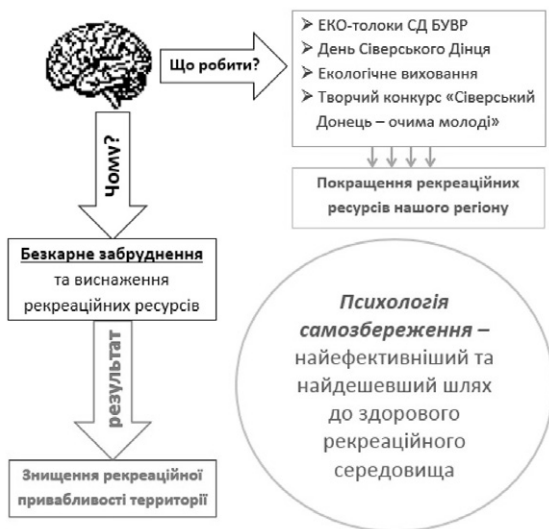 Що робити?
➢ ЕКО-толоки СД БУВР
➢ День Сіверського Дінця
➢ Екологічне виховання
➢ Творчий конкурс «Сіверський
Донець – очима молоді»
Покращення рекреаційних
ресурсів нашого регіону
Чому?
Безкарне забруднення
та виснаження
рекреаційних ресурсів
результат
Знищення рекреаційної
привабливості території
Психологія
самозбереження –
найефективніший та
найдешевший шлях
до здорового
рекреаційного
середовища